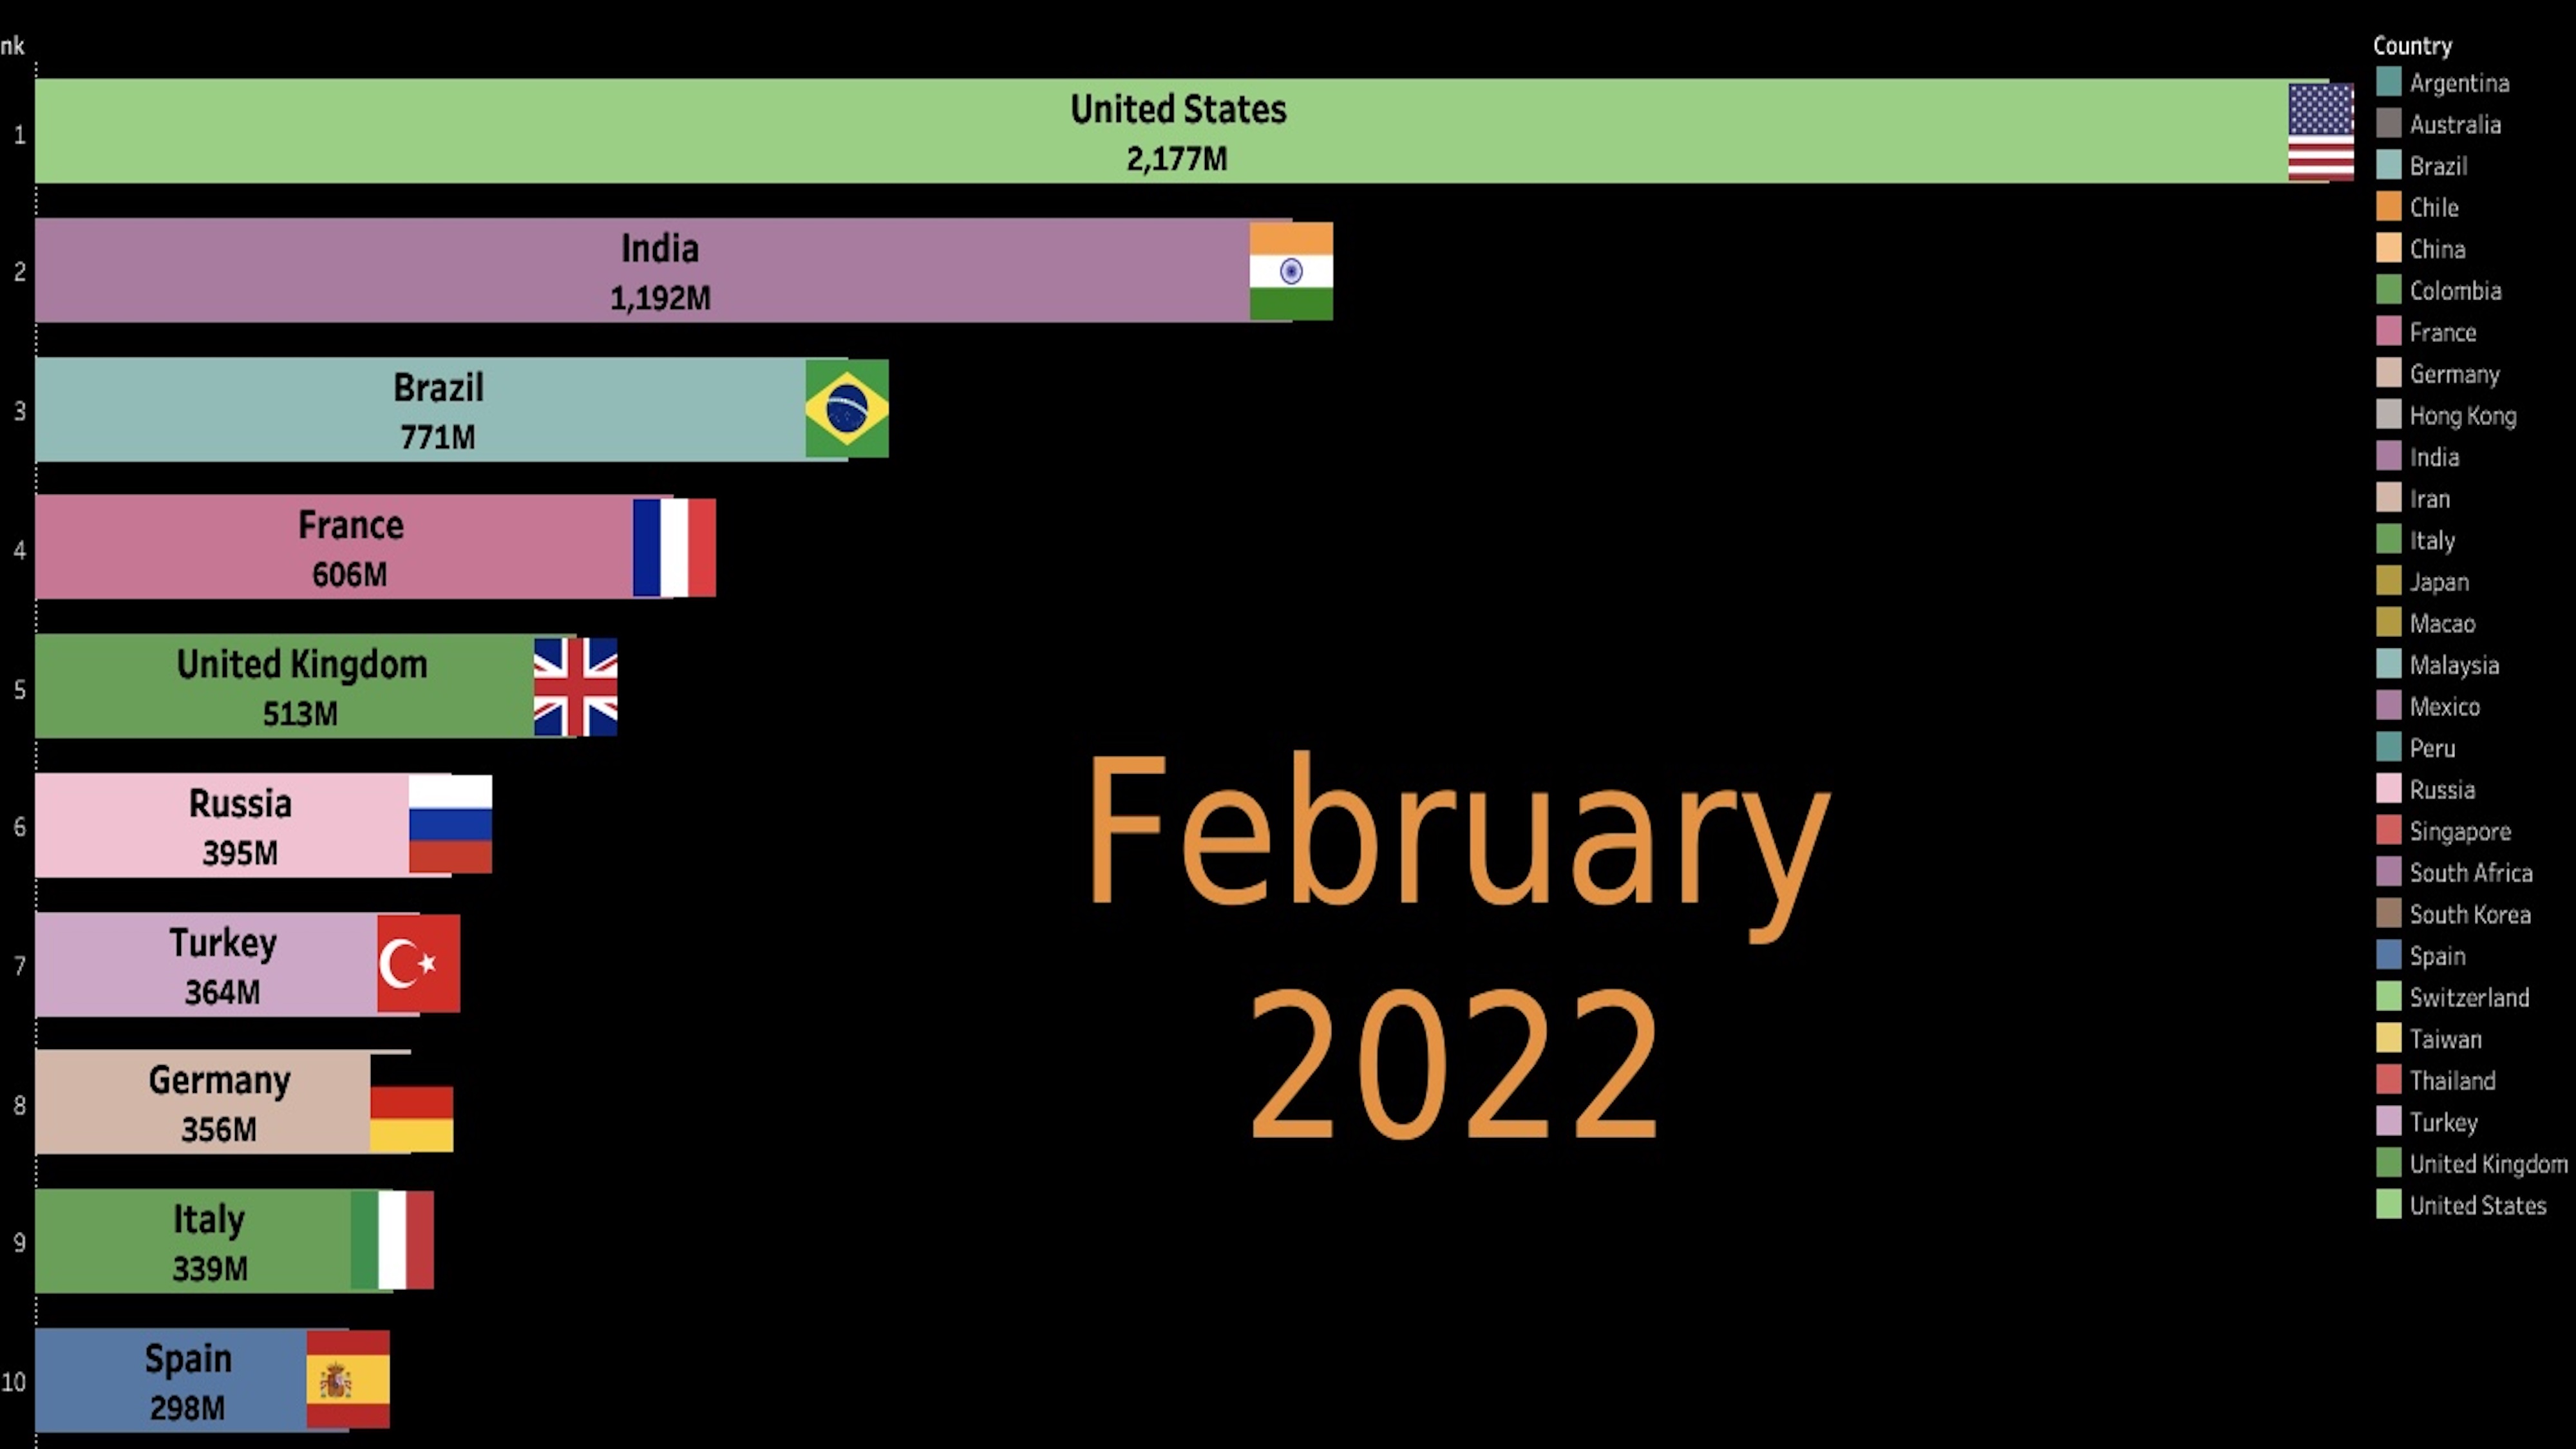 nk
1
United States
2,177M
2
India
1,192M
3
Brazil
771M
4
France
606M
5
United Kingdom
513M
6
Russia
395M
7
Turkey
364M
8
Germany
356M
9
Italy
339M
10
Spain
298M
February
2022
Country
Argentina
Australia
Brazil
Chile
China
Colombia
France
Germany
Hong Kong
India
Iran
Italy
Japan
Macao
Malaysia
Mexico
Peru
Russia
Singapore
South Africa
South Korea
Spain
Switzerland
Taiwan
Thailand
Turkey
United Kingdom
United States